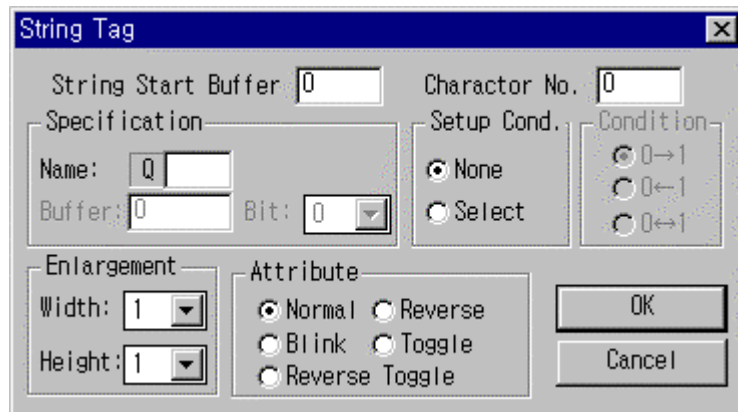 String Tag
String Start Buffer 0 Charactor No. 0
Specification Setup Cond. Condition
Name: Q None 0→1
Buffer: 0 Bit: 0 Select 0←1
0↔1
Enlargement Attribute
Width: 1 Normal Reverse OK
Blink Toggle
Height: 1 Cancel
Reverse Toggle